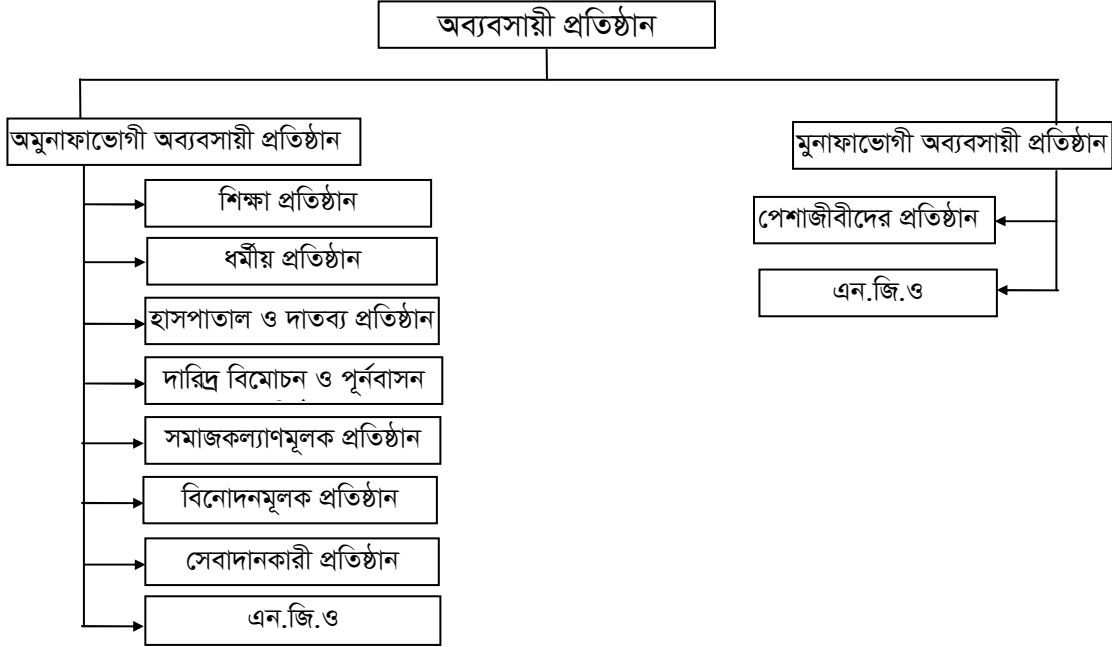 অব্যবসায়ী প্রতিষ্ঠান
অমুনাফাভোগী অব্যবসায়ী প্রতিষ্ঠান
শিক্ষা প্রতিষ্ঠান
ধর্মীয় প্রতিষ্ঠান
হাসপাতাল ও দাতব্য প্রতিষ্ঠান
দারিদ্র বিমোচন ও পূর্নবাসন
সমাজকল্যাণমূলক প্রতিষ্ঠান
বিনোদনমূলক প্রতিষ্ঠান
সেবাদানকারী প্রতিষ্ঠান
এন.জি.ও
মুনাফাভোগী অব্যবসায়ী প্রতিষ্ঠান
পেশাজীবীদের প্রতিষ্ঠান
এন.জি.ও